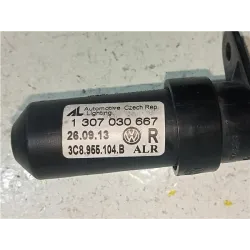 AL Automotive Czech Rep.
Lighting
1 307 030 667
26.09.13 R
3C8.955.104.B ALR